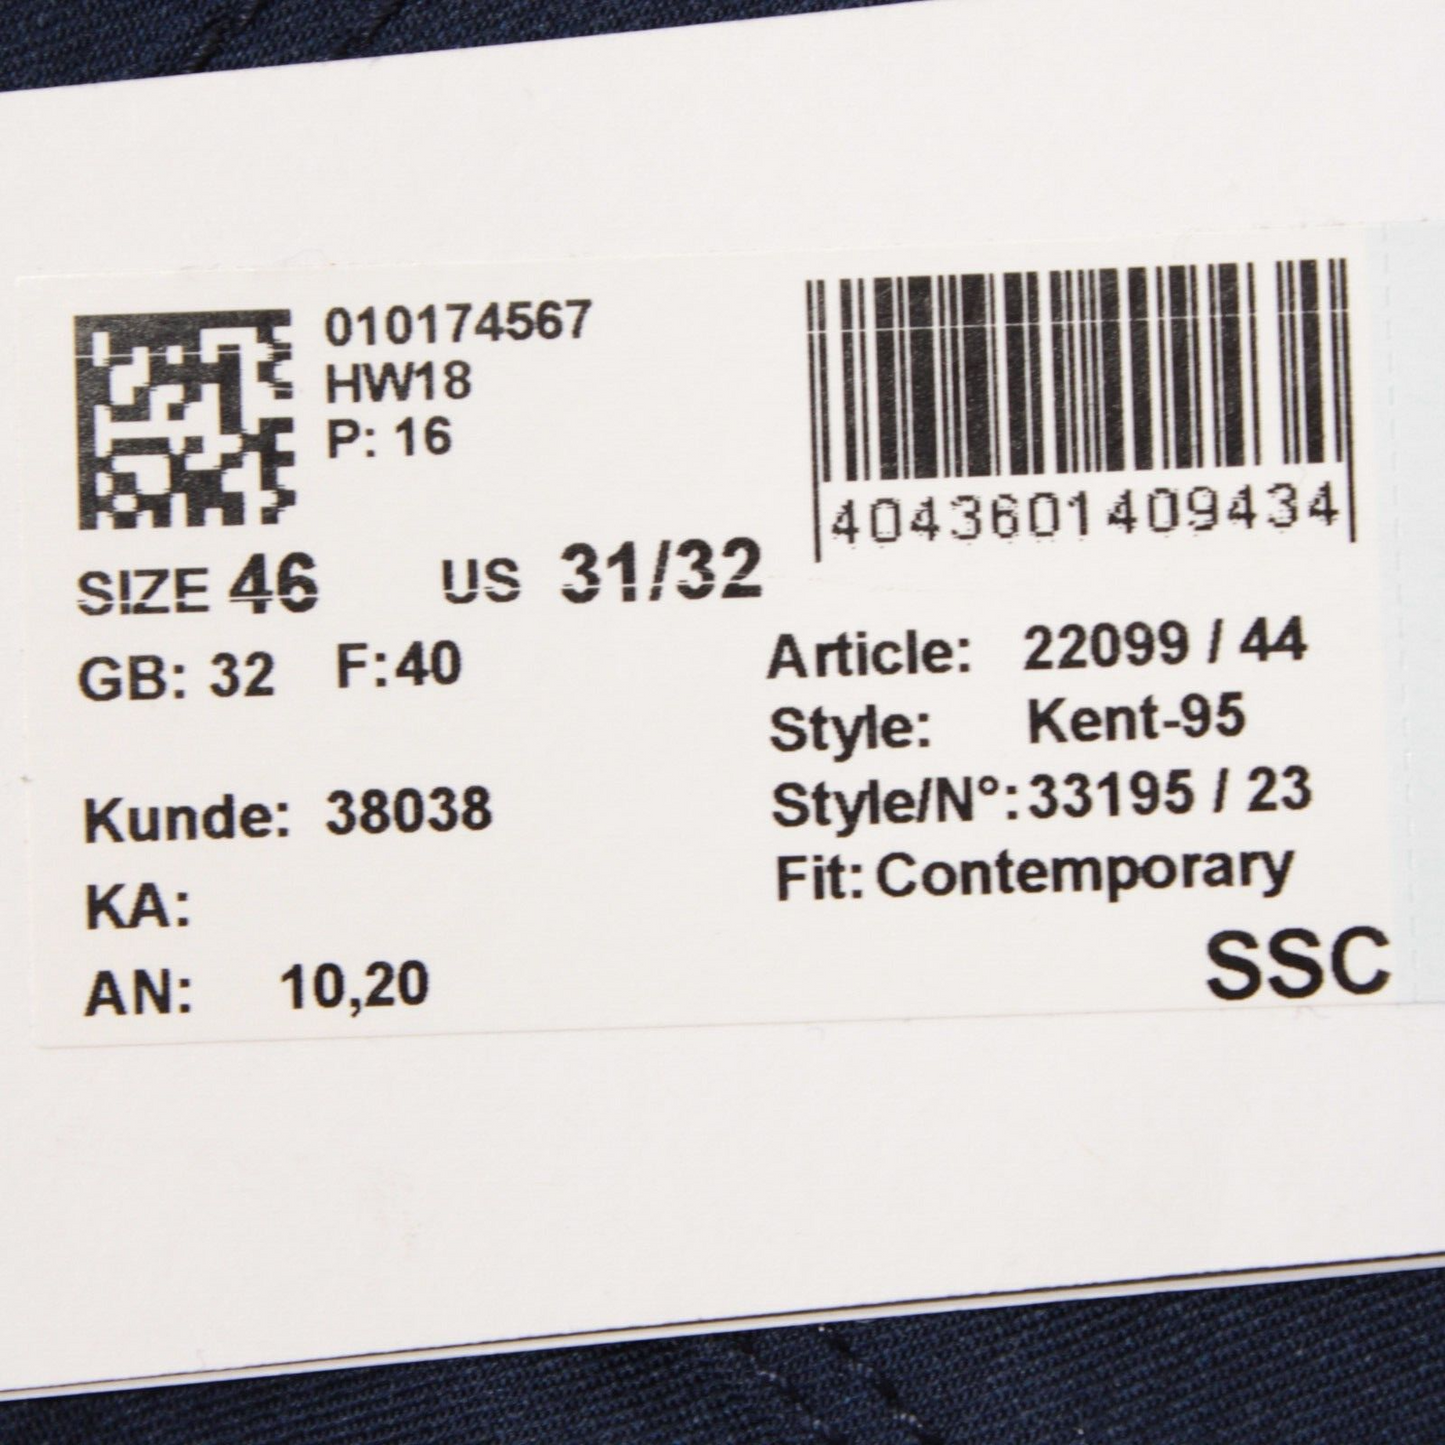 010174567
HW18
P: 16
4043601409434
SIZE 46 US 31/32
GB: 32 F:40
Article: 22099 / 44
Style: Kent-95
Kunde: 38038
Style/N°:33195 / 23
KA:
Fit: Contemporary
AN: 10,20
SSC